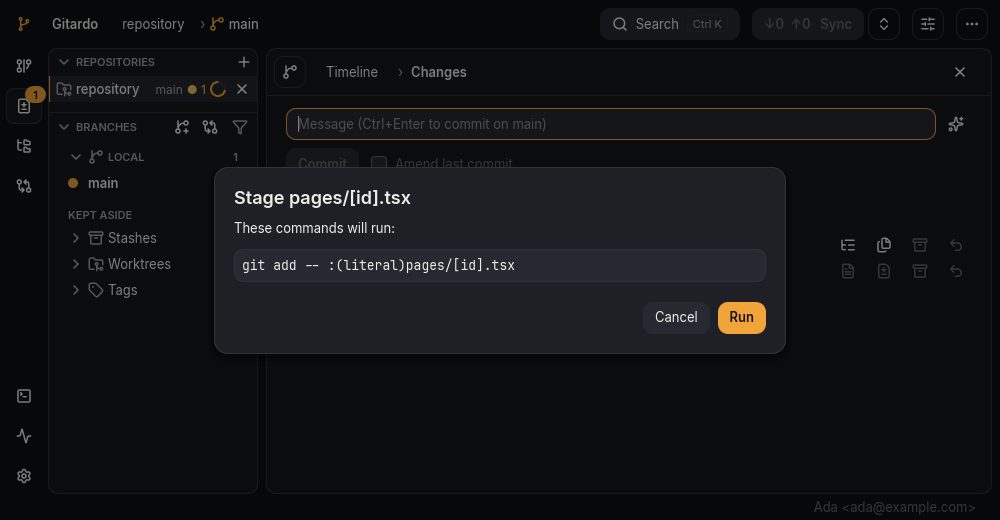 Gitardo repository main Search Ctrl K ↓0 ↑0 Sync
REPOSITORIES
repository main 1
1
BRANCHES
LOCAL 1
main
KEPT ASIDE
Stashes
Worktrees
Tags
Timeline Changes
Message (Ctrl+Enter to commit on main)
Commit Amend last commit
Stage pages/[id].tsx
These commands will run:
git add -- :(literal)pages/[id].tsx
Cancel Run
Ada <ada@example.com>